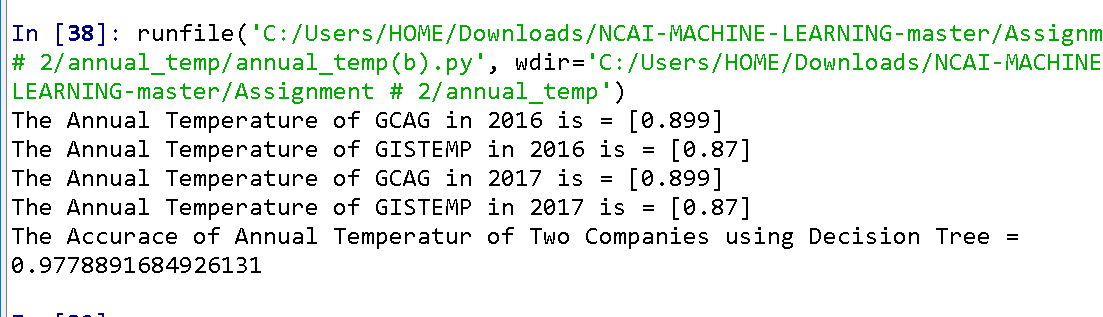 In [38]: runfile('C:/Users/HOME/Downloads/NCAI-MACHINE-LEARNING-master/Assignm
# 2/annual_temp/annual_temp(b).py', wdir='C:/Users/HOME/Downloads/NCAI-MACHINE
LEARNING-master/Assignment # 2/annual_temp')
The Annual Temperature of GCAG in 2016 is = [0.899]
The Annual Temperature of GISTEMP in 2016 is = [0.87]
The Annual Temperature of GCAG in 2017 is = [0.899]
The Annual Temperature of GISTEMP in 2017 is = [0.87]
The Accurace of Annual Temperatur of Two Companies using Decision Tree =
0.9778891684926131